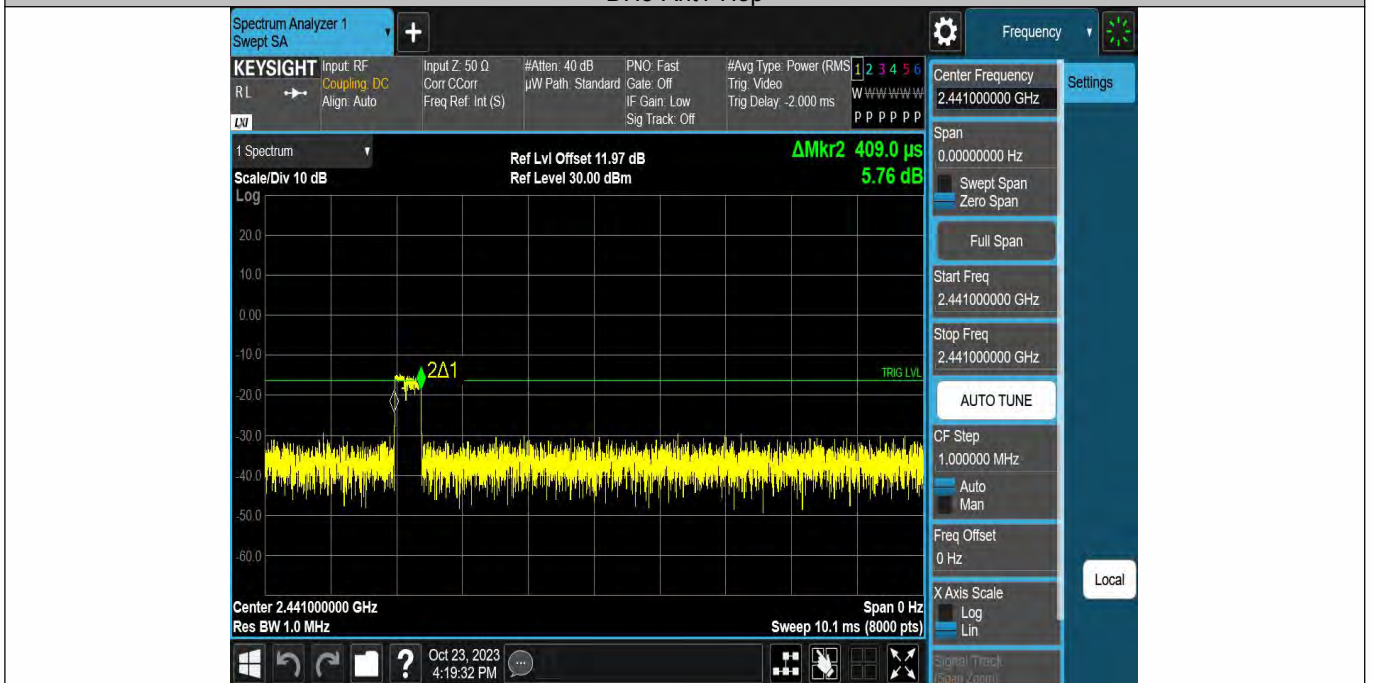 Spectrum Analyzer 1
Swept SA
+
Frequency
KEYSIGHT
RL
LXI
Input: RF
Coupling: DC
Align: Auto
Input Z: 50 Ω
Corr CCorr
Freq Ref: Int (S)
#Atten: 40 dB
µW Path: Standard
PNO: Fast
Gate: Off
IF Gain: Low
Sig Track: Off
#Avg Type: Power (RMS
Trig: Video
Trig Delay: -2.000 ms
1 2 3 4 5 6
W W W W W W
P P P P P P
1 Spectrum
Scale/Div 10 dB
Log
Ref Lvl Offset 11.97 dB
Ref Level 30.00 dBm
ΔMkr2 409.0 µs
5.76 dB
20.0
10.0
0.00
-10.0
-20.0
-30.0
-40.0
-50.0
-60.0
2Δ1
TRIG LVL
Center 2.441000000 GHz
Res BW 1.0 MHz
Span 0 Hz
Sweep 10.1 ms (8000 pts)
Center Frequency
2.441000000 GHz
Settings
Span
0.00000000 Hz
Swept Span
Zero Span
Full Span
Start Freq
2.441000000 GHz
Stop Freq
2.441000000 GHz
AUTO TUNE
CF Step
1.000000 MHz
Auto
Man
Freq Offset
0 Hz
X Axis Scale
Log
Lin
Signal Track
(Span Zoom)
Local
?
Oct 23, 2023
4:19:32 PM